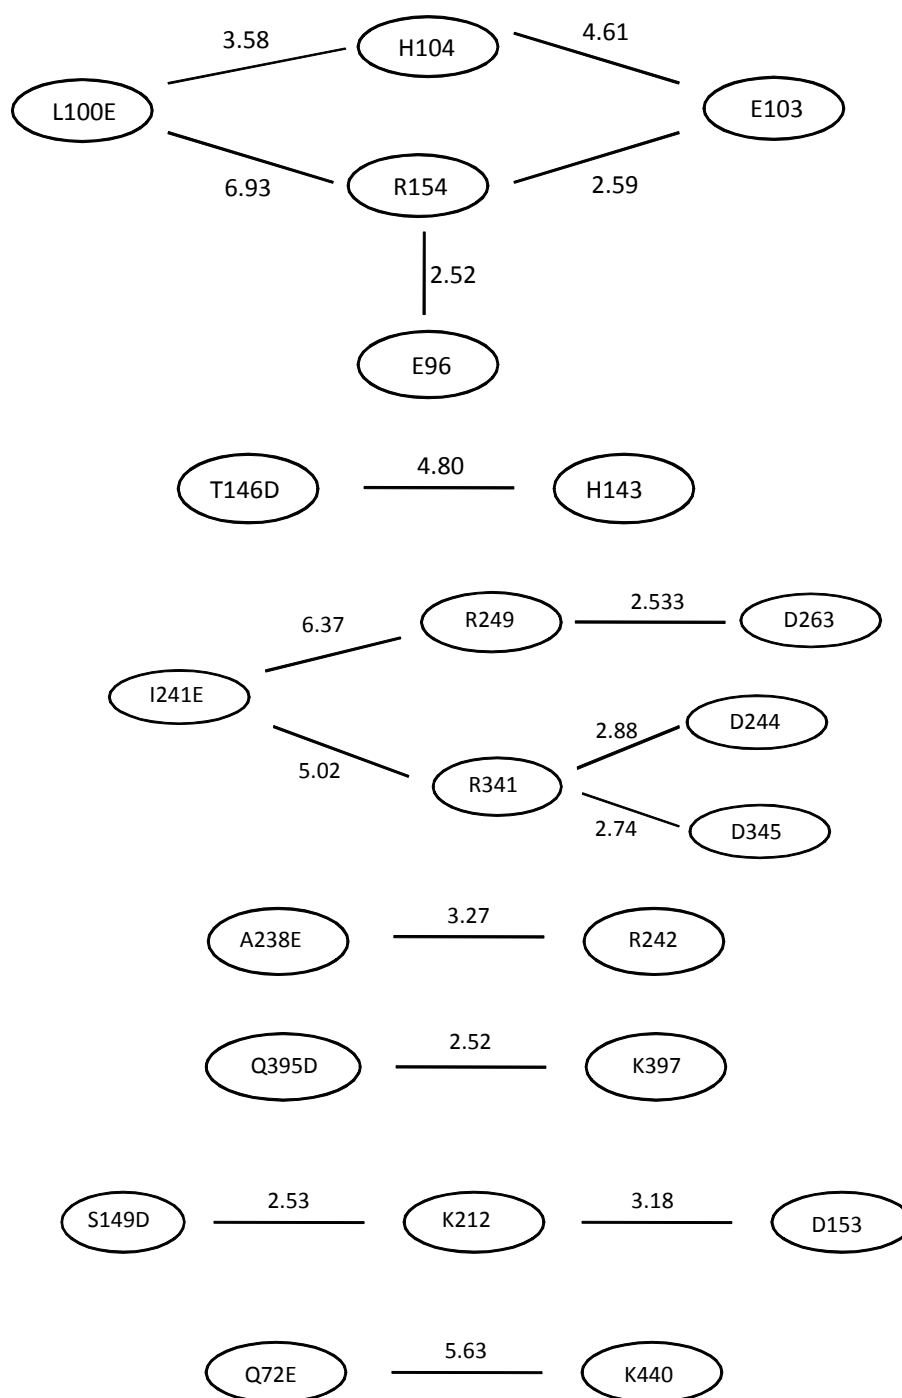 3.58
H104
4.61
L100E
E103
6.93
R154
2.59
2.52
E96
T146D
4.80
H143
6.37
R249
2.533
D263
I241E
5.02
R341
2.88
D244
2.74
D345
A238E
3.27
R242
Q395D
2.52
K397
S149D
2.53
K212
3.18
D153
Q72E
5.63
K440